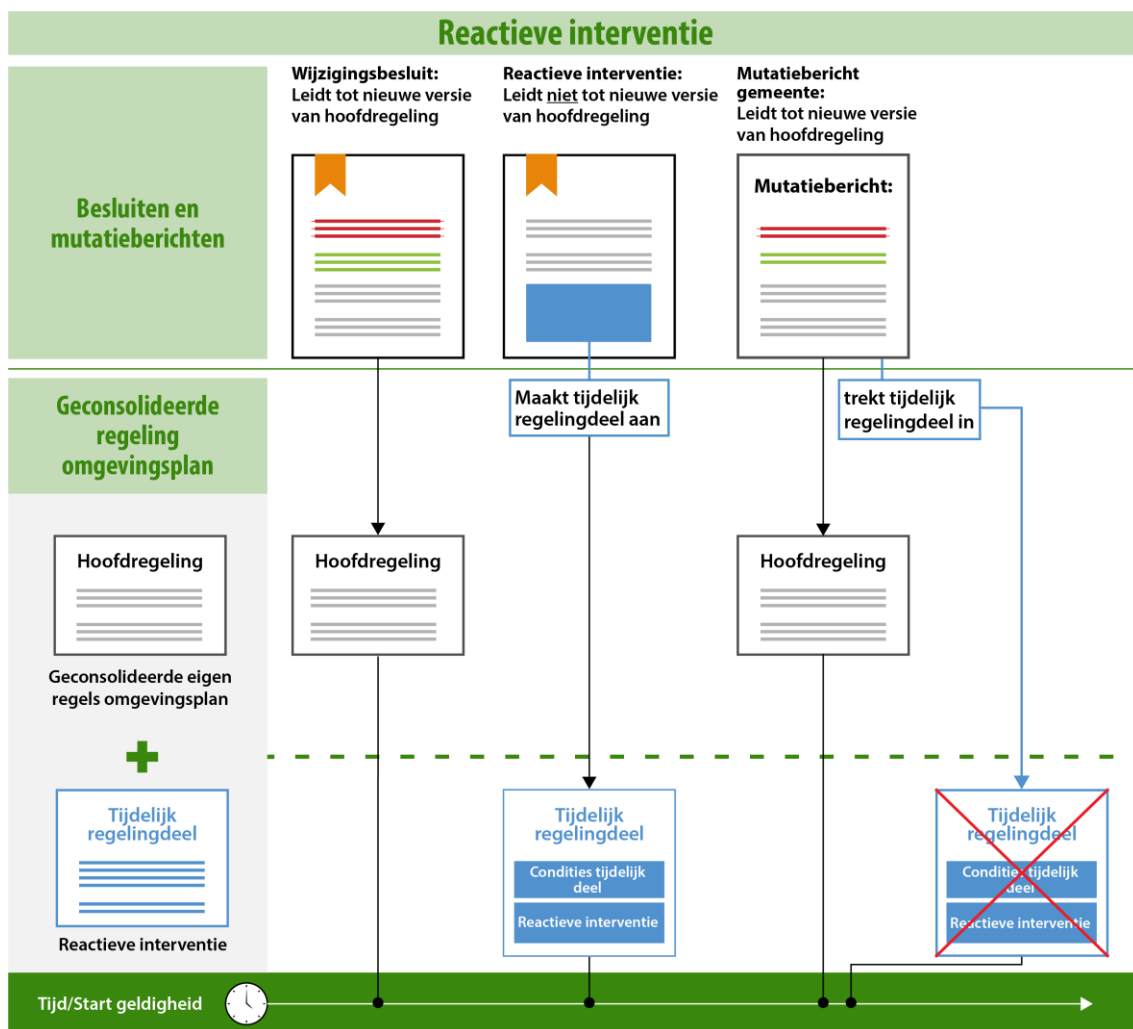 Reactieve interventie
Besluiten en
mutatieberichten
Wijzigingsbesluit:
Leidt tot nieuwe versie
van hoofdregeling
Reactieve interventie:
Leidt niet tot nieuwe versie
van hoofdregeling
Mutatiebericht
gemeente:
Leidt tot nieuwe versie
van hoofdregeling
Mutatiebericht:
Geconsolideerde
regeling
omgevingsplan
Maakt tijdelijk
regelingdeel aan
trekt tijdelijk
regelingdeel in
Hoofdregeling
Geconsolideerde eigen
regels omgevingsplan
Hoofdregeling
Hoofdregeling
Tijdelijk
regelingdeel
Reactieve interventie
Tijdelijk
regelingdeel
Condities tijdelijk
deel
Reactieve interventie
Tijdelijk
regelingdeel
Condities tijdelijk
deel
Reactieve interventie
Tijd/Start geldigheid